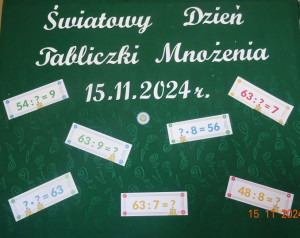 Światowy Dzień
Tabliczki Mnożenia
15.11.2024 r.
54:?=9
63:?=7
63:9=?
?·8=56
?·?=63
63:7=?
48:8=?
15 11 2024